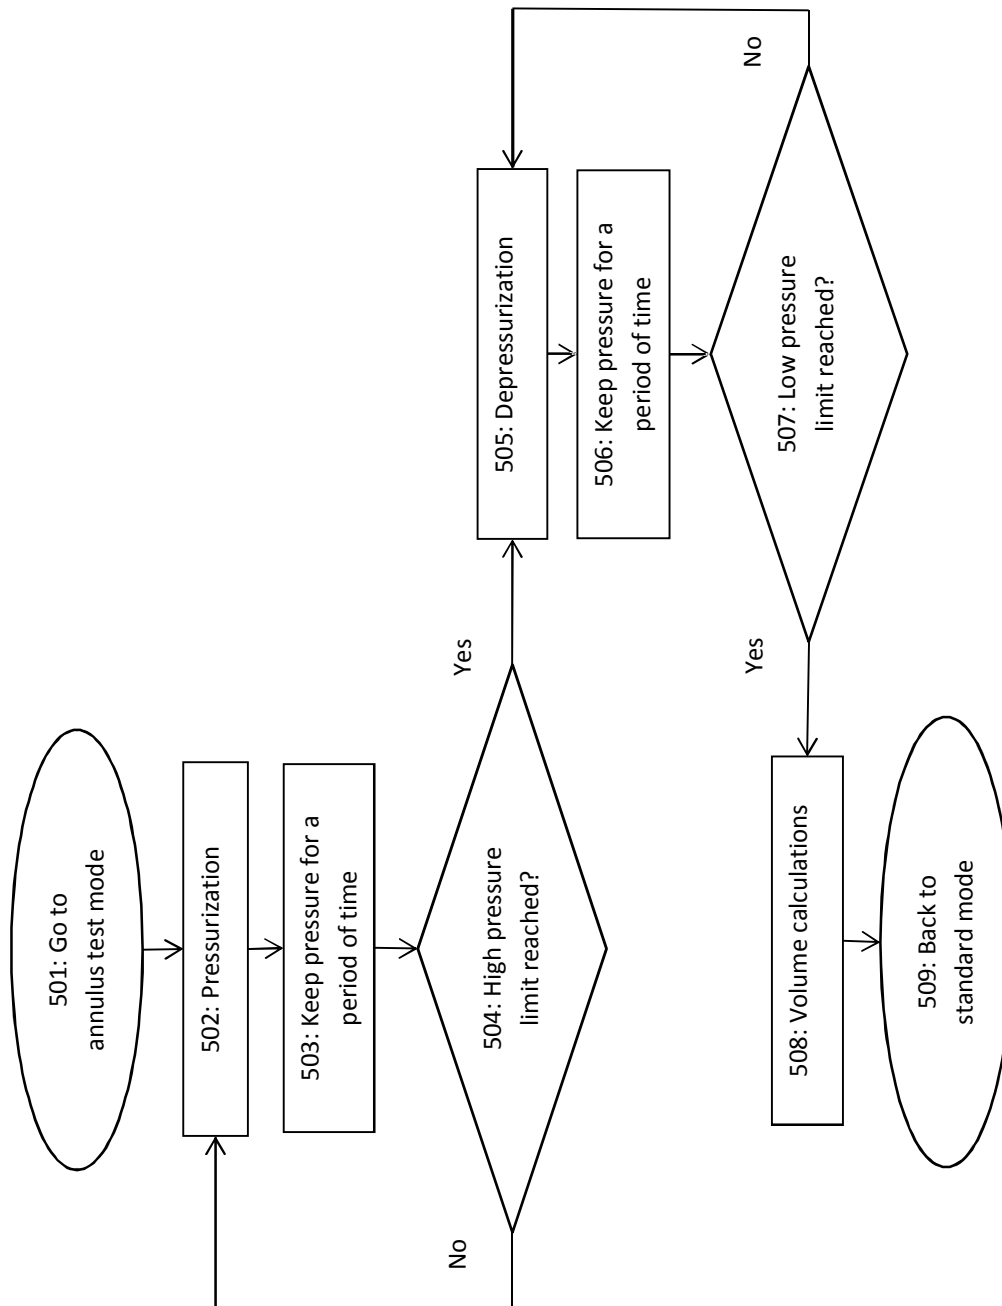 501: Go to
annulus test mode
502: Pressurization
503: Keep pressure for a
period of time
504: High pressure
limit reached?
No
Yes
505: Depressurization
506: Keep pressure for a
period of time
507: Low pressure
limit reached?
No
Yes
508: Volume calculations
509: Back to
standard mode